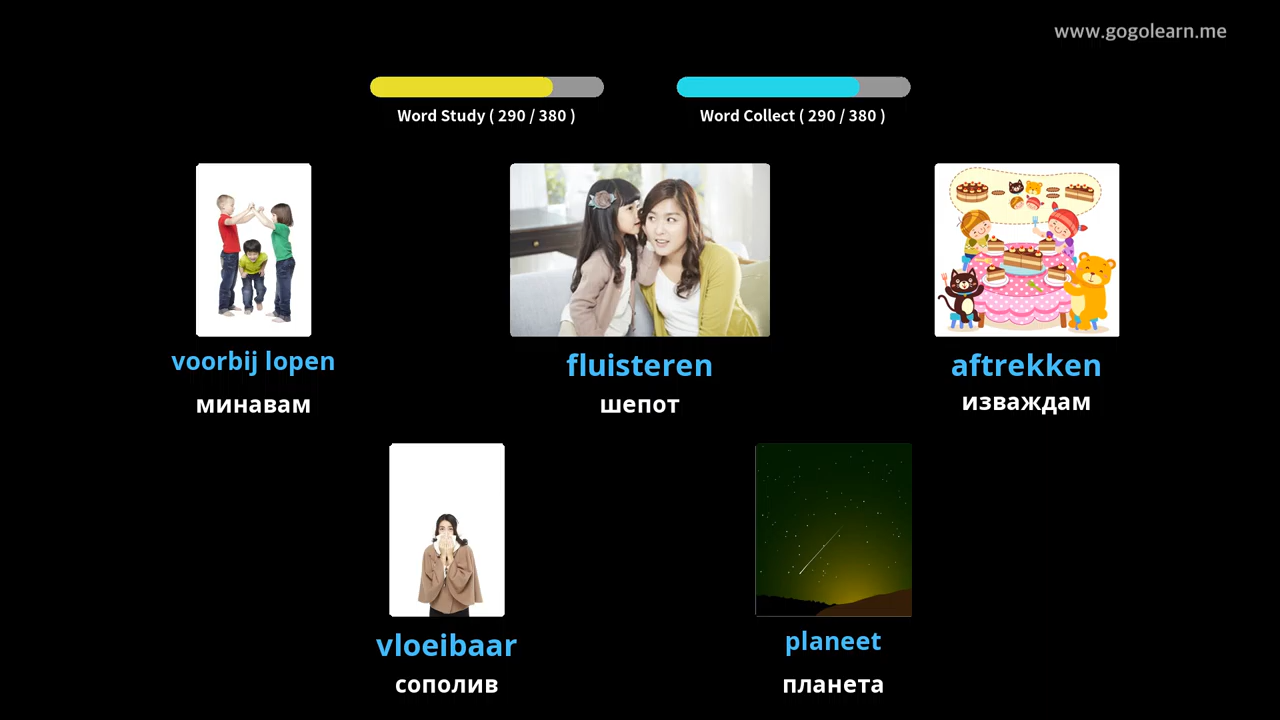 www.gogolearn.me
Word Study ( 290 / 380 )
Word Collect ( 290 / 380 )
voorbij lopen
минавам
fluisteren
шепот
aftrekken
изваждам
vloeibaar
сополив
planeet
планета